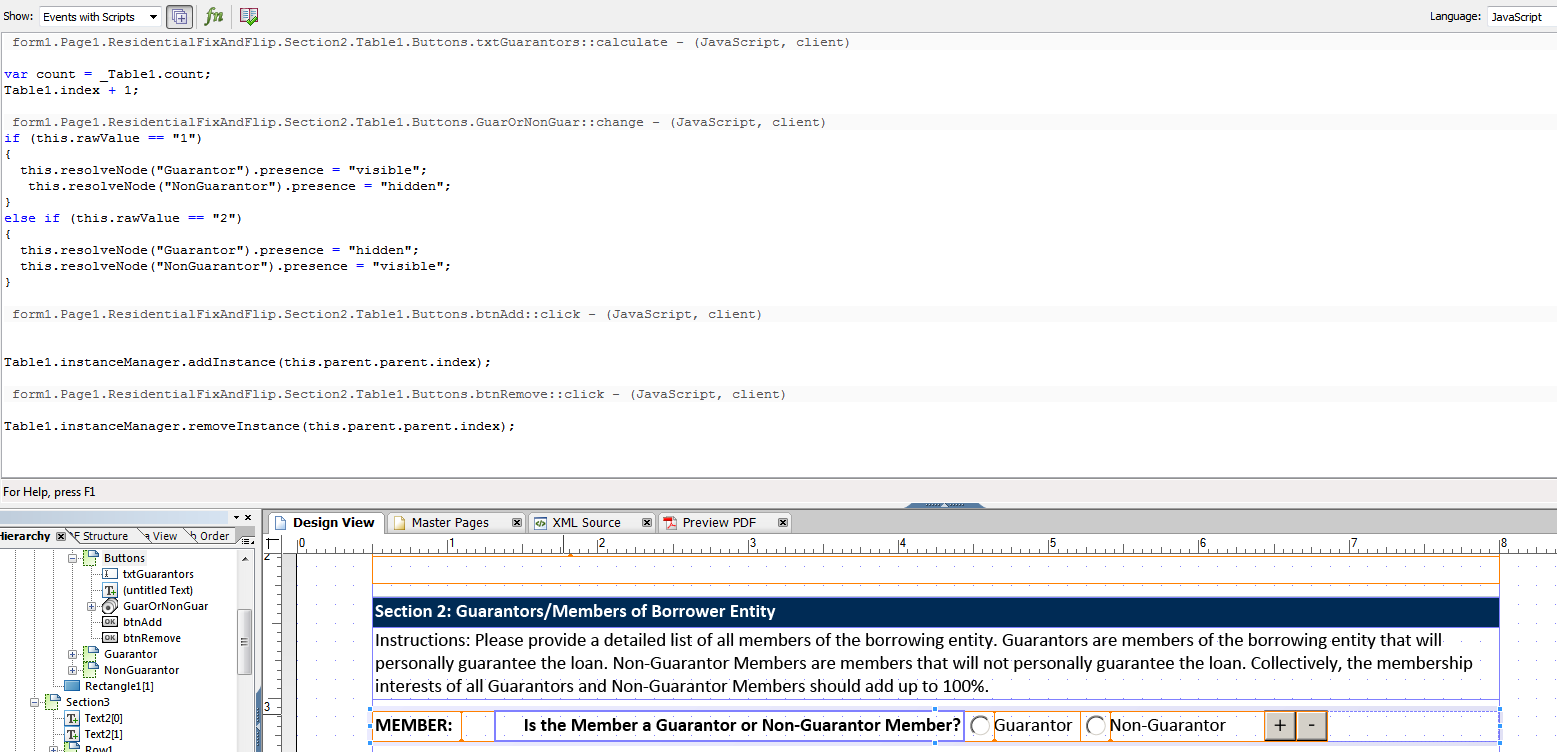 Show: Events with Scripts
Language: JavaScript
form1.Page1.ResidentialFixAndFlip.Section2.Table1.Buttons.txtGuarantors::calculate - (JavaScript, client)
var count = _Table1.count;
Table1.index + 1;
form1.Page1.ResidentialFixAndFlip.Section2.Table1.Buttons.GuarOrNonGuar::change - (JavaScript, client)
if (this.rawValue == "1")
{
this.resolveNode("Guarantor").presence = "visible";
this.resolveNode("NonGuarantor").presence = "hidden";
}
else if (this.rawValue == "2")
{
this.resolveNode("Guarantor").presence = "hidden";
this.resolveNode("NonGuarantor").presence = "visible";
}
form1.Page1.ResidentialFixAndFlip.Section2.Table1.Buttons.btnAdd::click - (JavaScript, client)
Table1.instanceManager.addInstance(this.parent.parent.index);
form1.Page1.ResidentialFixAndFlip.Section2.Table1.Buttons.btnRemove::click - (JavaScript, client)
Table1.instanceManager.removeInstance(this.parent.parent.index);
For Help, press F1
Hierarchy F Structure a View b Order
Buttons
txtGuarantors
(untitled Text)
GuarOrNonGuar
btnAdd
btnRemove
Guarantor
NonGuarantor
Rectangle1[1]
Section3
Text2[0]
Text2[1]
Row1
Design View Master Pages XML Source Preview PDF
0 1 2 3 4 5 6 7 8
2
3
Section 2: Guarantors/Members of Borrower Entity
Instructions: Please provide a detailed list of all members of the borrowing entity. Guarantors are members of the borrowing entity that will
personally guarantee the loan. Non-Guarantor Members are members that will not personally guarantee the loan. Collectively, the membership
interests of all Guarantors and Non-Guarantor Members should add up to 100%.
MEMBER: Is the Member a Guarantor or Non-Guarantor Member? Guarantor Non-Guarantor + -